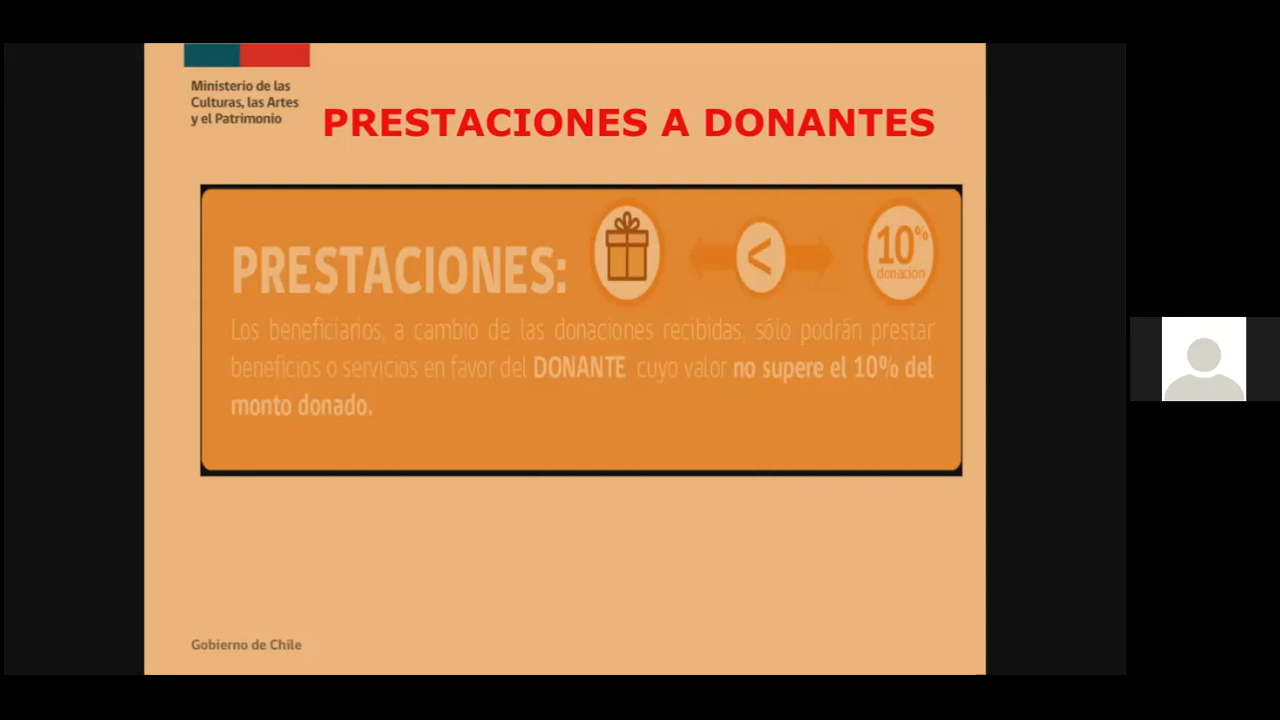 Ministerio de las
Culturas, las Artes
y el Patrimonio
PRESTACIONES A DONANTES
PRESTACIONES:
<
10%
donación
Los beneficiarios, a cambio de las donaciones recibidas, sólo podrán prestar
beneficios o servicios en favor del DONANTE cuyo valor no supere el 10% del
monto donado.
Gobierno de Chile